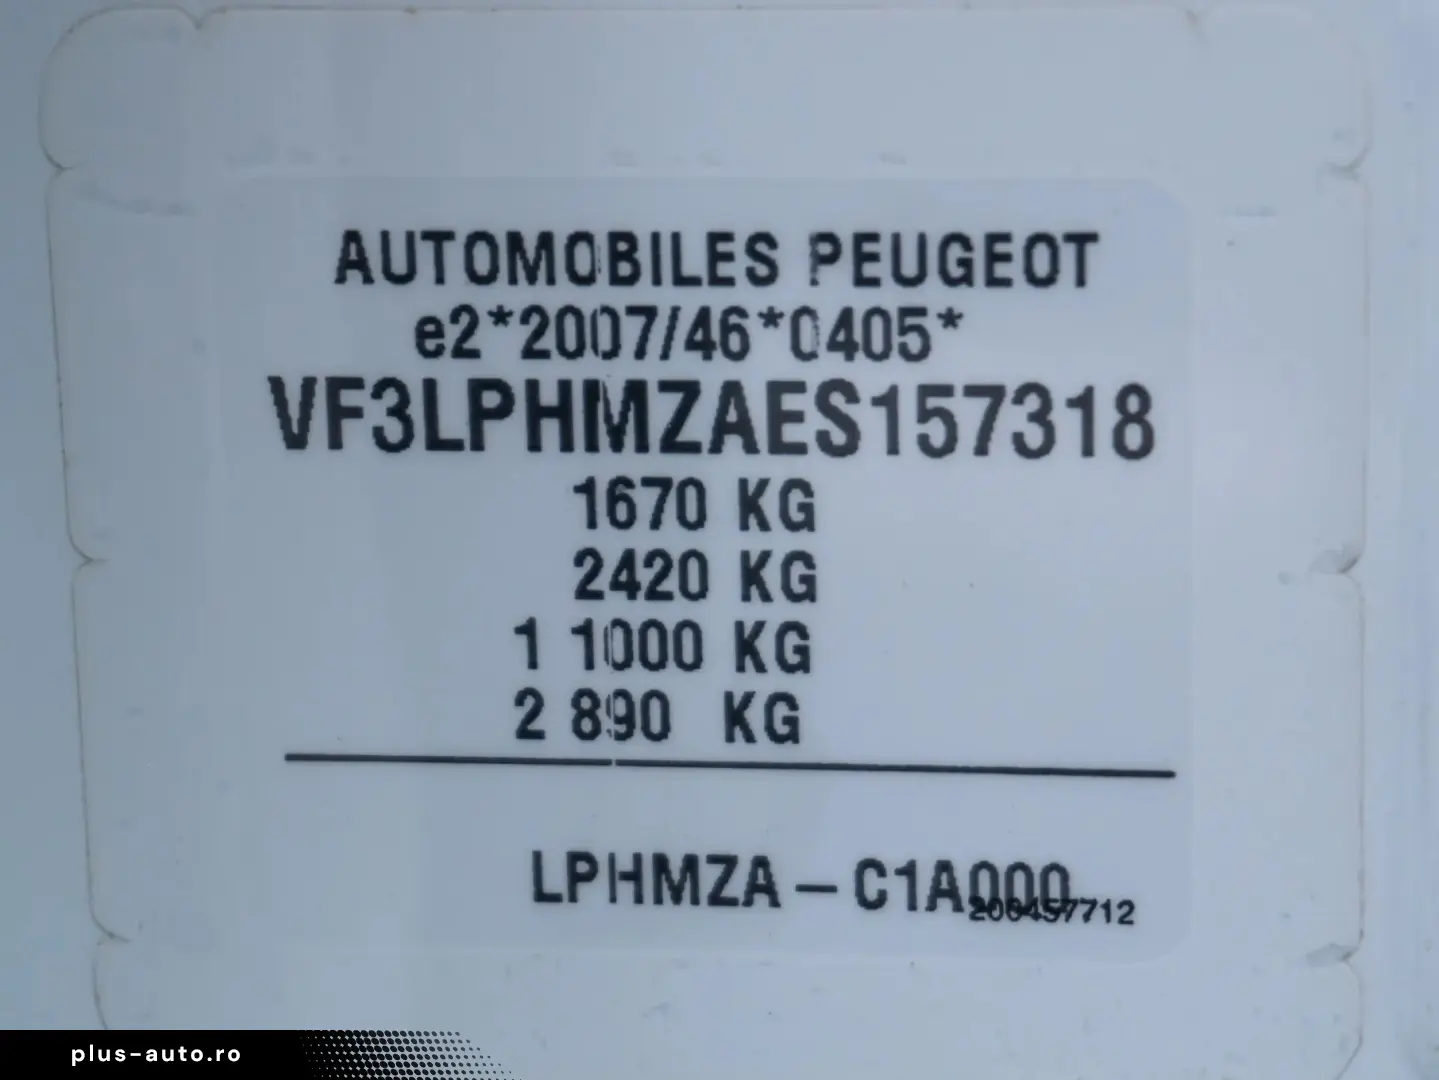 AUTOMOBILES PEUGEOT
e2*2007/46*0405*
VF3LPHMZAES157318
1670 KG
2420 KG
1 1000 KG
2 890 KG
LPHMZA – C1A000
200457712
plus-auto.ro